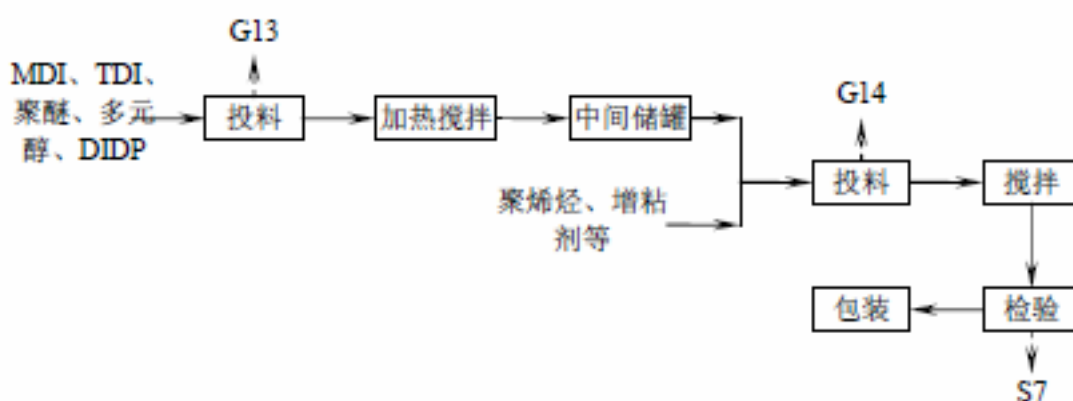 G13
MDI、TDI、
聚醚、多元
醇、DIDP
投料
加热搅拌
中间储罐
聚烯烃、增粘
剂等
G14
投料
搅拌
包装
检验
S7